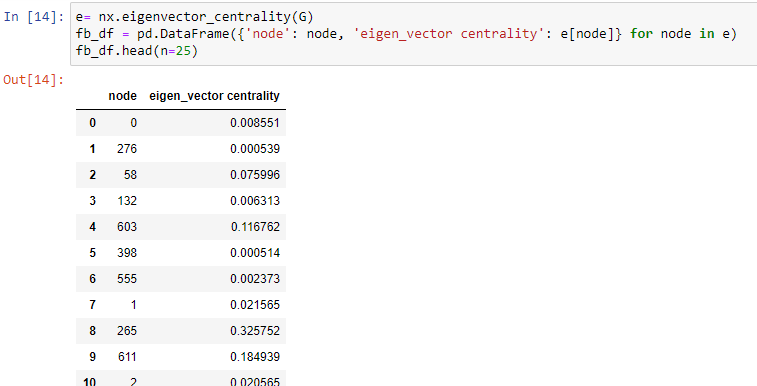 In [14]: e= nx.eigenvector_centrality(G)
fb_df = pd.DataFrame({'node': node, 'eigen_vector centrality': e[node]} for node in e)
fb_df.head(n=25)
Out[14]:
node eigen_vector centrality
0 0 0.008551
1 276 0.000539
2 58 0.075996
3 132 0.006313
4 603 0.116762
5 398 0.000514
6 555 0.002373
7 1 0.021565
8 265 0.325752
9 611 0.184939
10 2 0.020565